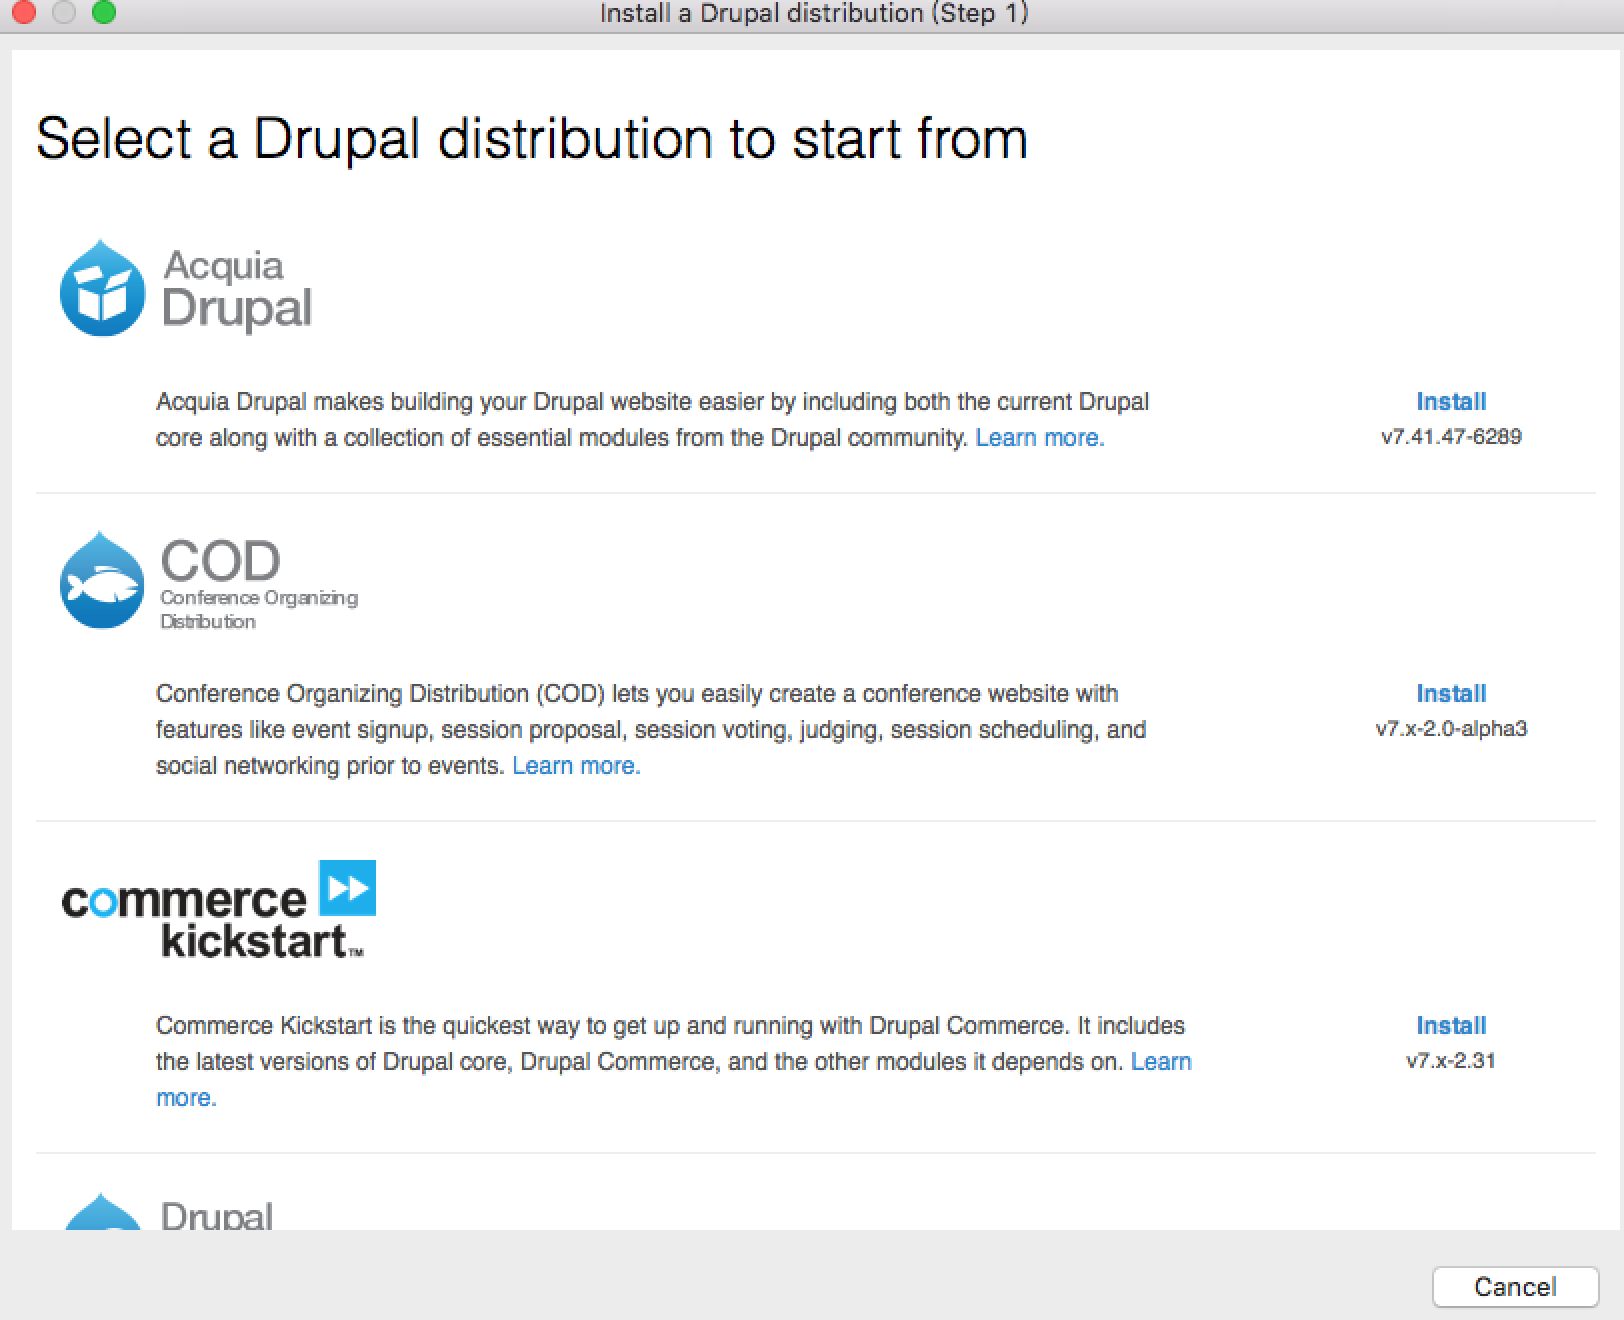 Install a Drupal distribution (Step 1)
Select a Drupal distribution to start from
Acquia
Drupal
Acquia Drupal makes building your Drupal website easier by including both the current Drupal
core along with a collection of essential modules from the Drupal community. Learn more.
Install
v7.41.47-6289
COD
Conference Organizing
Distribution
Conference Organizing Distribution (COD) lets you easily create a conference website with
features like event signup, session proposal, session voting, judging, session scheduling, and
social networking prior to events. Learn more.
Install
v7.x-2.0-alpha3
commerce
kickstart™
Commerce Kickstart is the quickest way to get up and running with Drupal Commerce. It includes
the latest versions of Drupal core, Drupal Commerce, and the other modules it depends on. Learn
more.
Install
v7.x-2.31
Drupal
Cancel